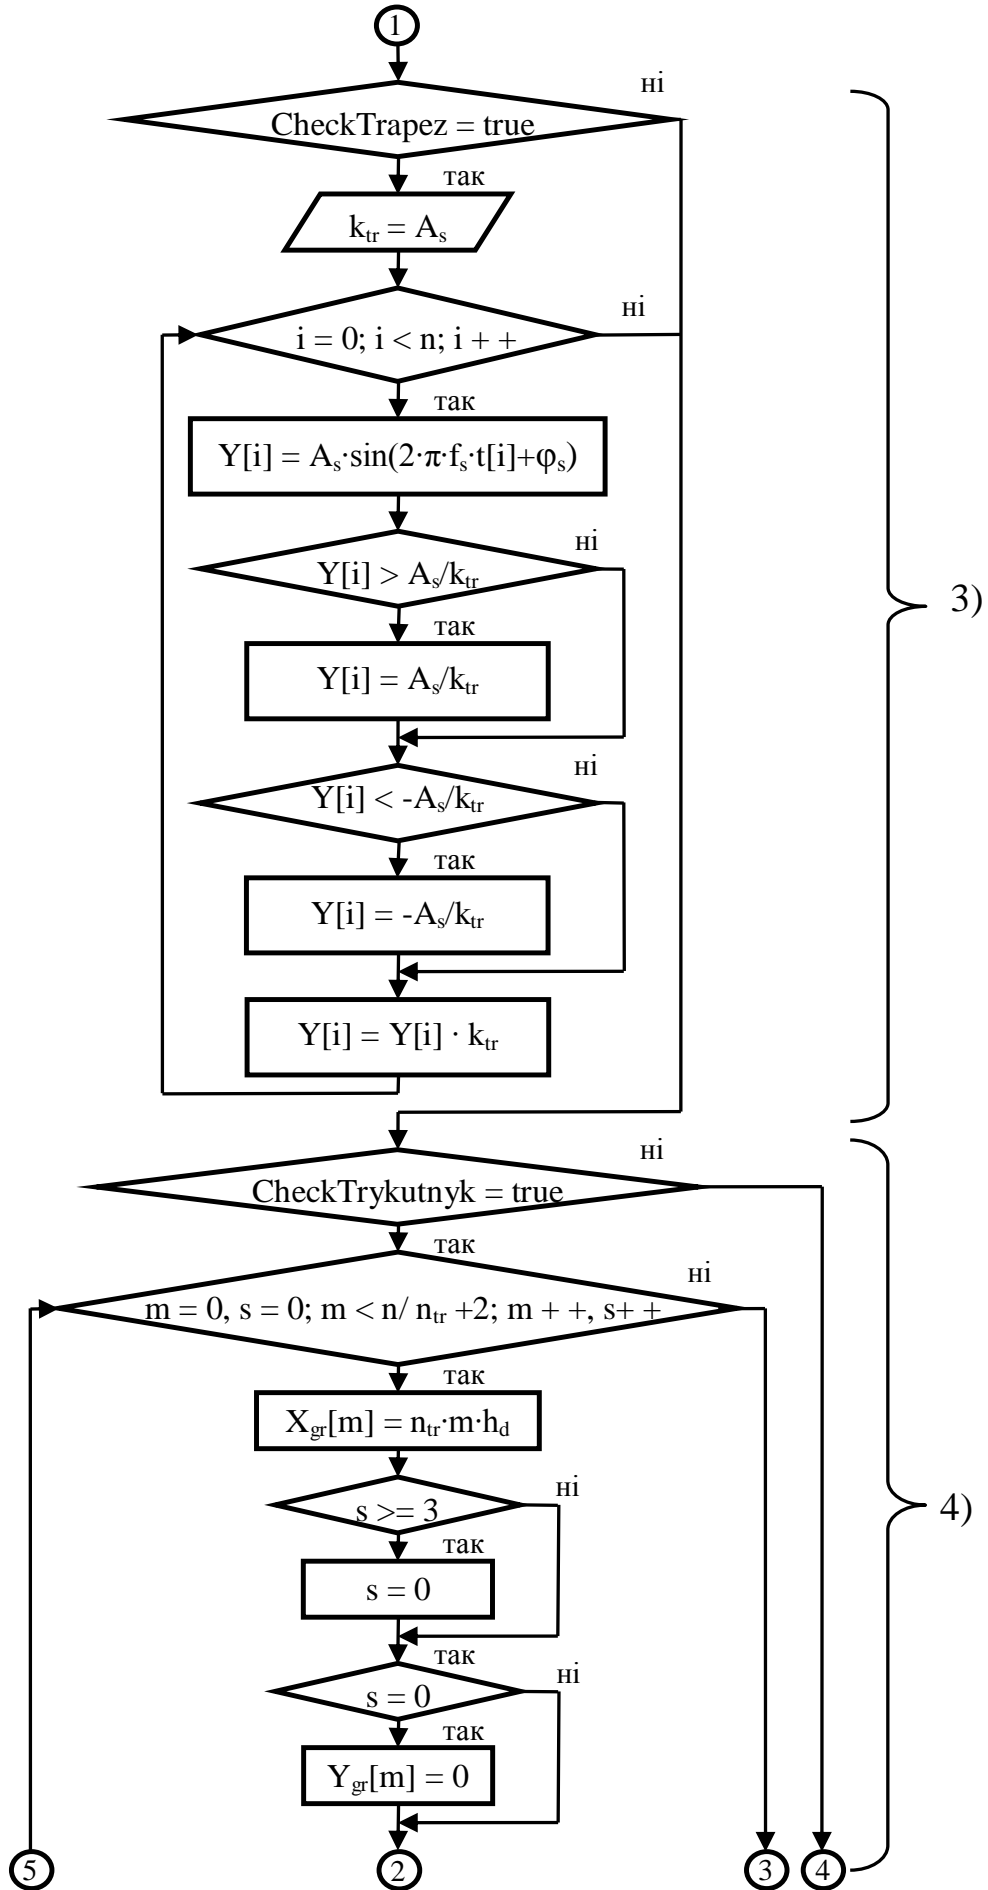 1
ні
CheckTrapez = true
так
k_tr = A_s
ні
i = 0; i < n; i + +
так
Y[i] = A_s·sin(2·π·f_s·t[i]+φ_s)
ні
Y[i] > A_s/k_tr
3)
так
Y[i] = A_s/k_tr
ні
Y[i] < -A_s/k_tr
так
Y[i] = -A_s/k_tr
Y[i] = Y[i] · k_tr
ні
CheckTrykutnyk = true
так
ні
m = 0, s = 0; m < n/ n_tr +2; m + +, s+ +
так
X_gr[m] = n_tr·m·h_d
ні
s >= 3
4)
так
s = 0
так
ні
s = 0
так
Y_gr[m] = 0
5
2
3
4